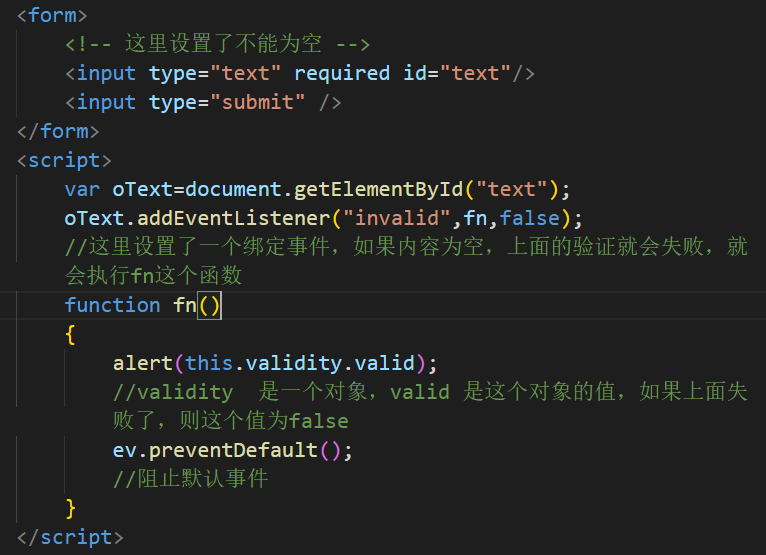 <form>
<!-- 这里设置了不能为空 -->
<input type="text" required id="text"/>
<input type="submit" />
</form>
<script>
var oText=document.getElementById("text");
oText.addEventListener("invalid",fn,false);
//这里设置了一个绑定事件，如果内容为空，上面的验证就会失败，就
会执行fn这个函数
function fn()
{
alert(this.validity.valid);
//validity  是一个对象，valid 是这个对象的值，如果上面失
败了，则这个值为false
ev.preventDefault();
//阻止默认事件
}
</script>